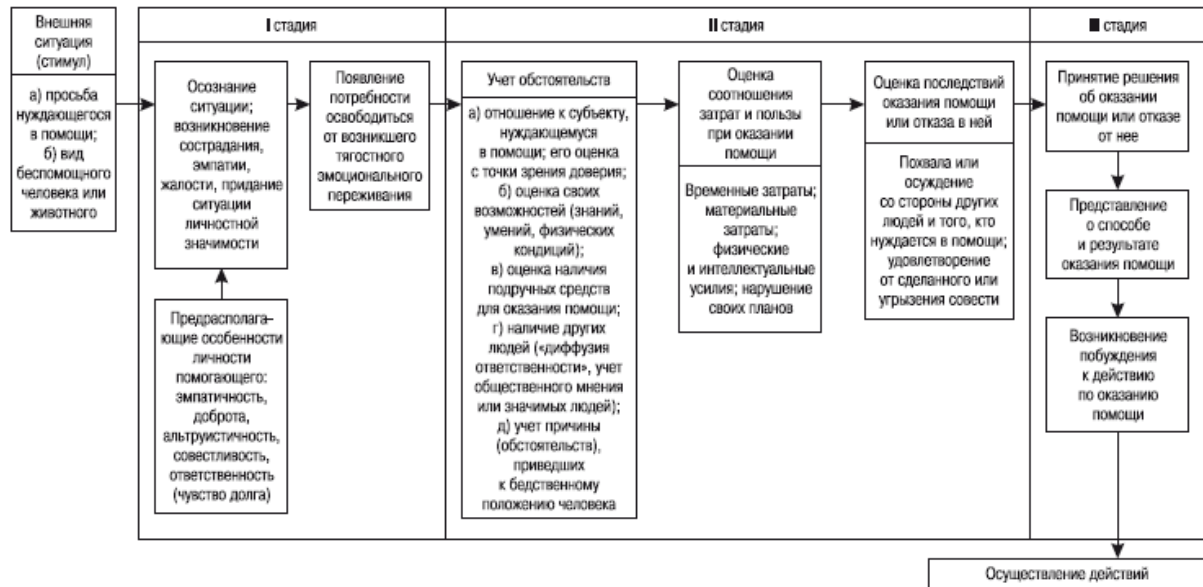 Внешняя
ситуация
(стимул)
а) просьба
нуждающегося
в помощи;
б) вид
беспомощного
человека или
животного
I стадия
Осознание
ситуации;
возникновение
сострадания,
эмпатии,
жалости, придание
ситуации
личностной
значимости
Предрасполага–
ющие особенности
личности
помогающего:
эмпатичность,
доброта,
альтруистичность,
совестливость,
ответственность
(чувство долга)
Появление
потребности
освободиться
от возникшего
тягостного
эмоционального
переживания
II стадия
Учет обстоятельств
а) отношение к субъекту,
нуждающемуся
в помощи; его оценка
с точки зрения доверия;
б) оценка своих
возможностей (знаний,
умений, физических
кондиций);
в) оценка наличия
подручных средств
для оказания помощи;
г) наличие других
людей («диффузия
ответственности», учет
общественного мнения
или значимых людей);
д) учет причины
(обстоятельств),
приведших
к бедственному
положению человека
Оценка
соотношения
затрат и пользы
при оказании
помощи
Временные затраты;
материальные
затраты;
физические
и интеллектуальные
усилия; нарушение
своих планов
Оценка последствий
оказания помощи
или отказа в ней
Похвала или
осуждение
со стороны других
людей и того, кто
нуждается в помощи;
удовлетворение
от сделанного или
угрызения совести
III стадия
Принятие решения
об оказании
помощи или отказе
от нее
Представление
о способе
и результате
оказания помощи
Возникновение
побуждения
к действию
по оказанию
помощи
Осуществление действий